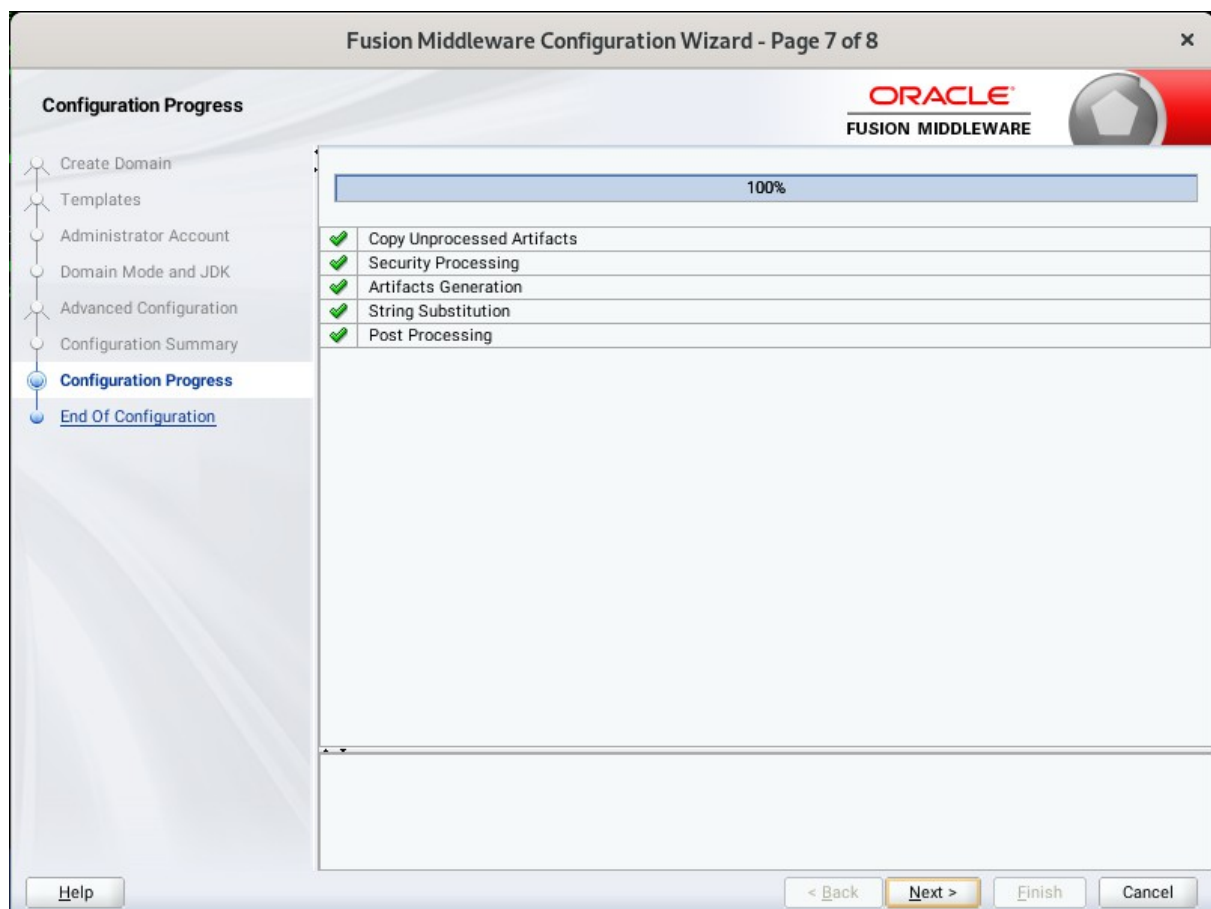 Fusion Middleware Configuration Wizard - Page 7 of 8
Configuration Progress
ORACLE
FUSION MIDDLEWARE
Create Domain
Templates
Administrator Account
Domain Mode and JDK
Advanced Configuration
Configuration Summary
Configuration Progress
End Of Configuration
100%
Copy Unprocessed Artifacts
Security Processing
Artifacts Generation
String Substitution
Post Processing
Help
< Back
Next >
Finish
Cancel